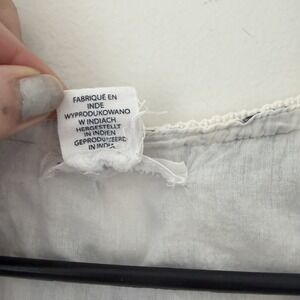 FABRIQUÉ EN
INDE
WYPRODUKOWANO
W INDIACH
HERGESTELLT
IN INDIEN
GEPRODUCEERD
IN INDIA